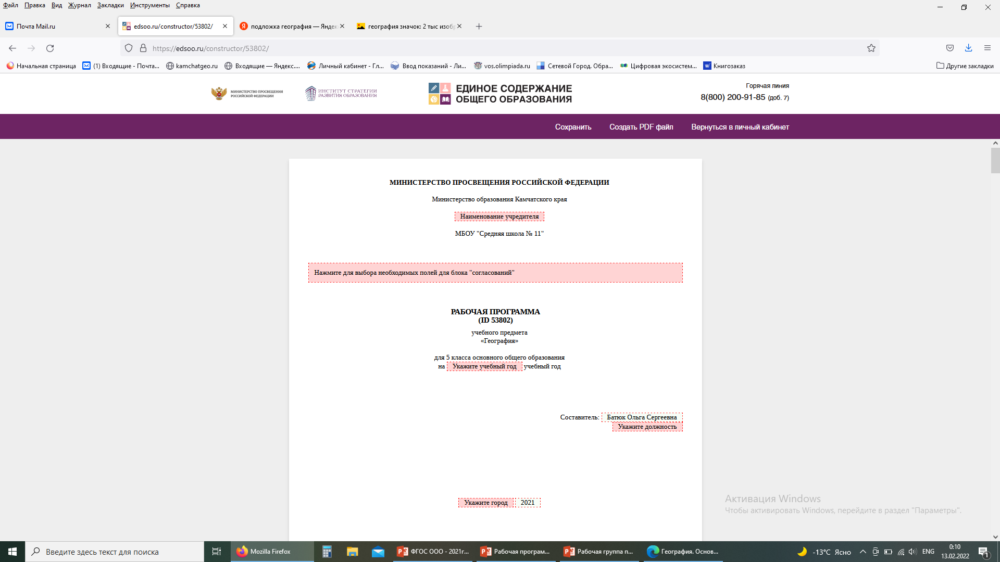 Файл Правка Вид Журнал Закладки Инструменты Справка
Почта Mail.ru
edsoo.ru/constructor/53802/
подложка география — Яндек
география значок: 2 тыс изобр
https://edsoo.ru/constructor/53802/
Начальная страница
(1) Входящие - Почта...
kamchatgeo.ru
Входящие — Яндекс....
Личный кабинет - Гл...
Ввод показаний - Ли...
vos.olimpiada.ru
Сетевой Город. Обра...
Цифровая экосистем...
Книгозаказ
Другие закладки
МИНИСТЕРСТВО ПРОСВЕЩЕНИЯ
РОССИЙСКОЙ ФЕДЕРАЦИИ
ИНСТИТУТ СТРАТЕГИИ
РАЗВИТИЯ ОБРАЗОВАНИЯ
ЕДИНОЕ СОДЕРЖАНИЕ
ОБЩЕГО ОБРАЗОВАНИЯ
Горячая линия
8(800) 200-91-85 (доб. 7)
Сохранить
Создать PDF файл
Вернуться в личный кабинет
МИНИСТЕРСТВО ПРОСВЕЩЕНИЯ РОССИЙСКОЙ ФЕДЕРАЦИИ
Министерство образования Камчатского края
Наименование учредителя
МБОУ "Средняя школа № 11"
Нажмите для выбора необходимых полей для блока "согласований"
РАБОЧАЯ ПРОГРАММА
(ID 53802)
учебного предмета
«География»
для 5 класса основного общего образования
на Укажите учебный год учебный год
Составитель: Батюк Ольга Сергеевна
Укажите должность
Укажите город 2021
Активация Windows
Чтобы активировать Windows, перейдите в раздел "Параметры".
Введите здесь текст для поиска
Mozilla Firefox
ФГОС ООО - 2021г...
Рабочая програм...
Рабочая группа п...
География. Основ...
-13°C Ясно
ENG
0:10
13.02.2022
1